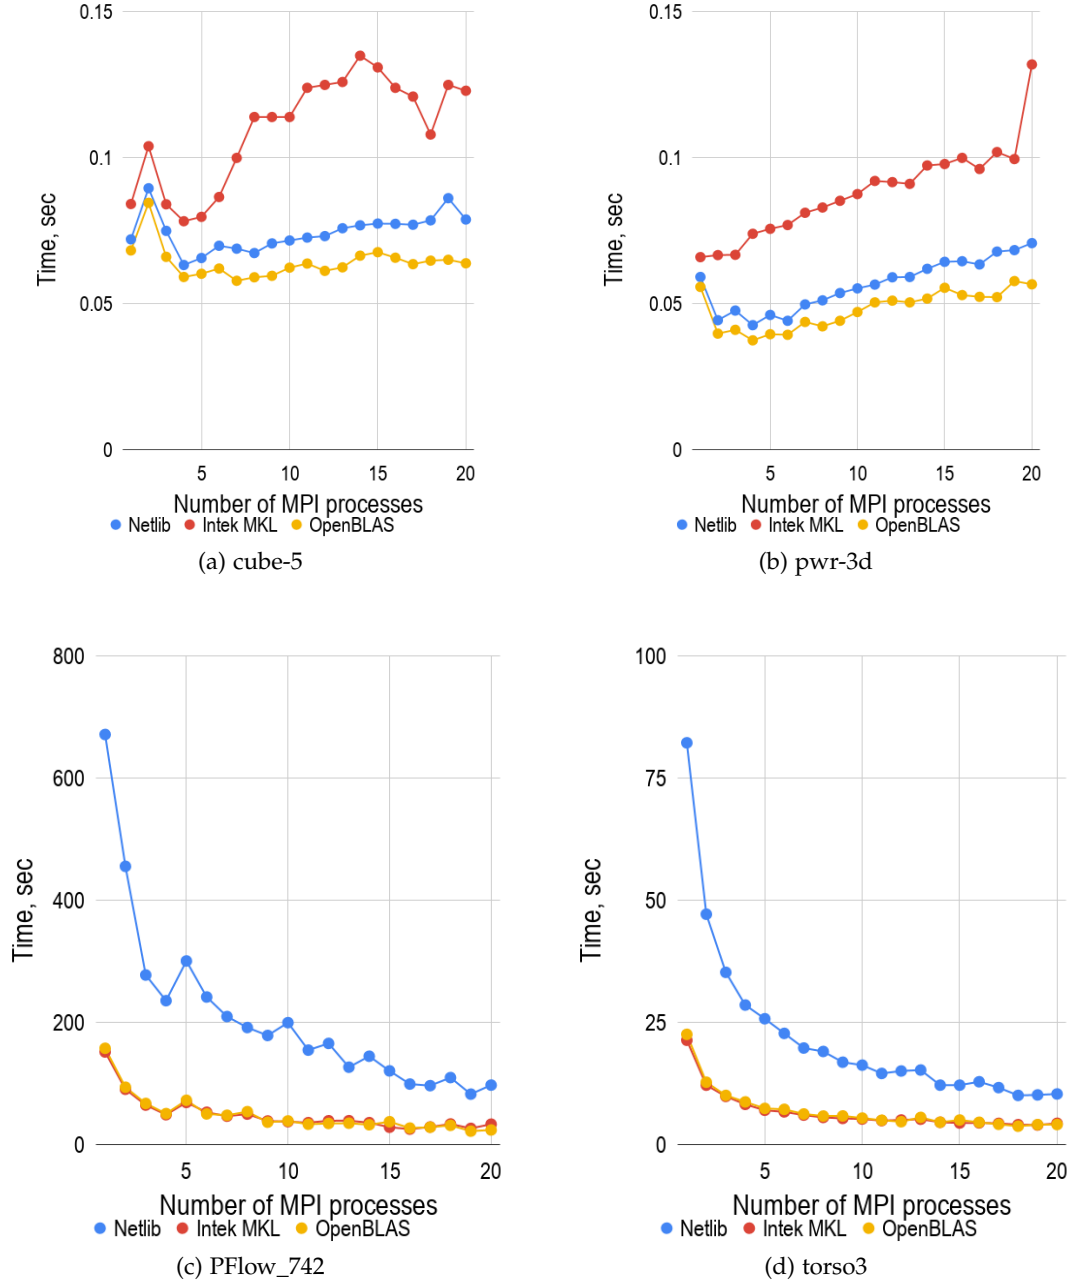 0.15
0.1
0.05
0
Time, sec
5 10 15 20
Number of MPI processes
Netlib Intek MKL OpenBLAS
(a) cube-5
0.15
0.1
0.05
0
Time, sec
5 10 15 20
Number of MPI processes
Netlib Intek MKL OpenBLAS
(b) pwr-3d
800
600
400
200
0
Time, sec
5 10 15 20
Number of MPI processes
Netlib Intek MKL OpenBLAS
(c) PFlow_742
100
75
50
25
0
Time, sec
5 10 15 20
Number of MPI processes
Netlib Intek MKL OpenBLAS
(d) torso3